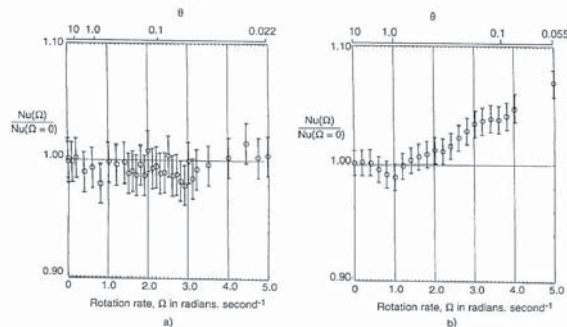 θ
10 1.0 0.1 0.022
1.10
Nu(Ω)
Nu(Ω = 0)
1.00
0.90
0 1.0 2.0 3.0 4.0 5.0
Rotation rate, Ω in radians. second⁻¹
a)
θ
10 1.0 0.1 0.055
1.10
Nu(Ω)
Nu(Ω = 0)
1.00
0.90
0 1.0 2.0 3.0 4.0 5.0
Rotation rate, Ω in radians. second⁻¹
b)